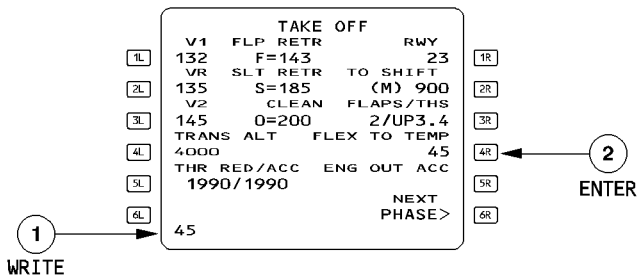 TAKE OFF
V1 FLP RETR RWY
1L 132 F=143 23 1R
VR SLT RETR TO SHIFT
2L 135 S=185 (M) 900 2R
V2 CLEAN FLAPS/THS
3L 145 O=200 2/UP3.4 3R
TRANS ALT FLEX TO TEMP
4L 4000 45 4R 2
THR RED/ACC ENG OUT ACC
ENTER
5L 1990/1990 5R
NEXT
6L PHASE> 6R
1 45
WRITE